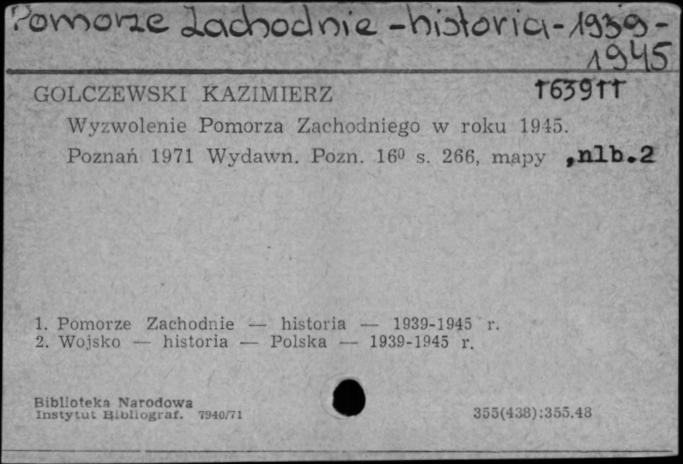 Pomorze Zachodnie - historia - 1939-
1945
GOLCZEWSKI KAZIMIERZ 163911
Wyzwolenie Pomorza Zachodniego w roku 1945.
Poznań 1971 Wydawn. Pozn. 16⁰ s. 266, mapy ,nlb.2
1. Pomorze Zachodnie — historia — 1939-1945 r.
2. Wojsko — historia — Polska — 1939-1945 r.
Biblioteka Narodowa
Instytut Bibliograf. 7940/71 355(438):355.48